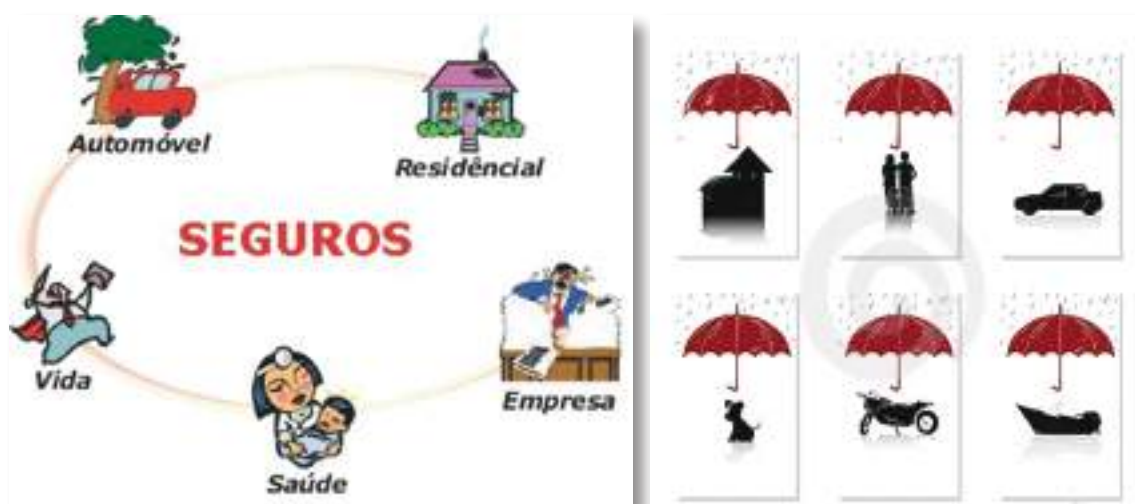 Automóvel
Residêncial
SEGUROS
Vida
Empresa
Saúde